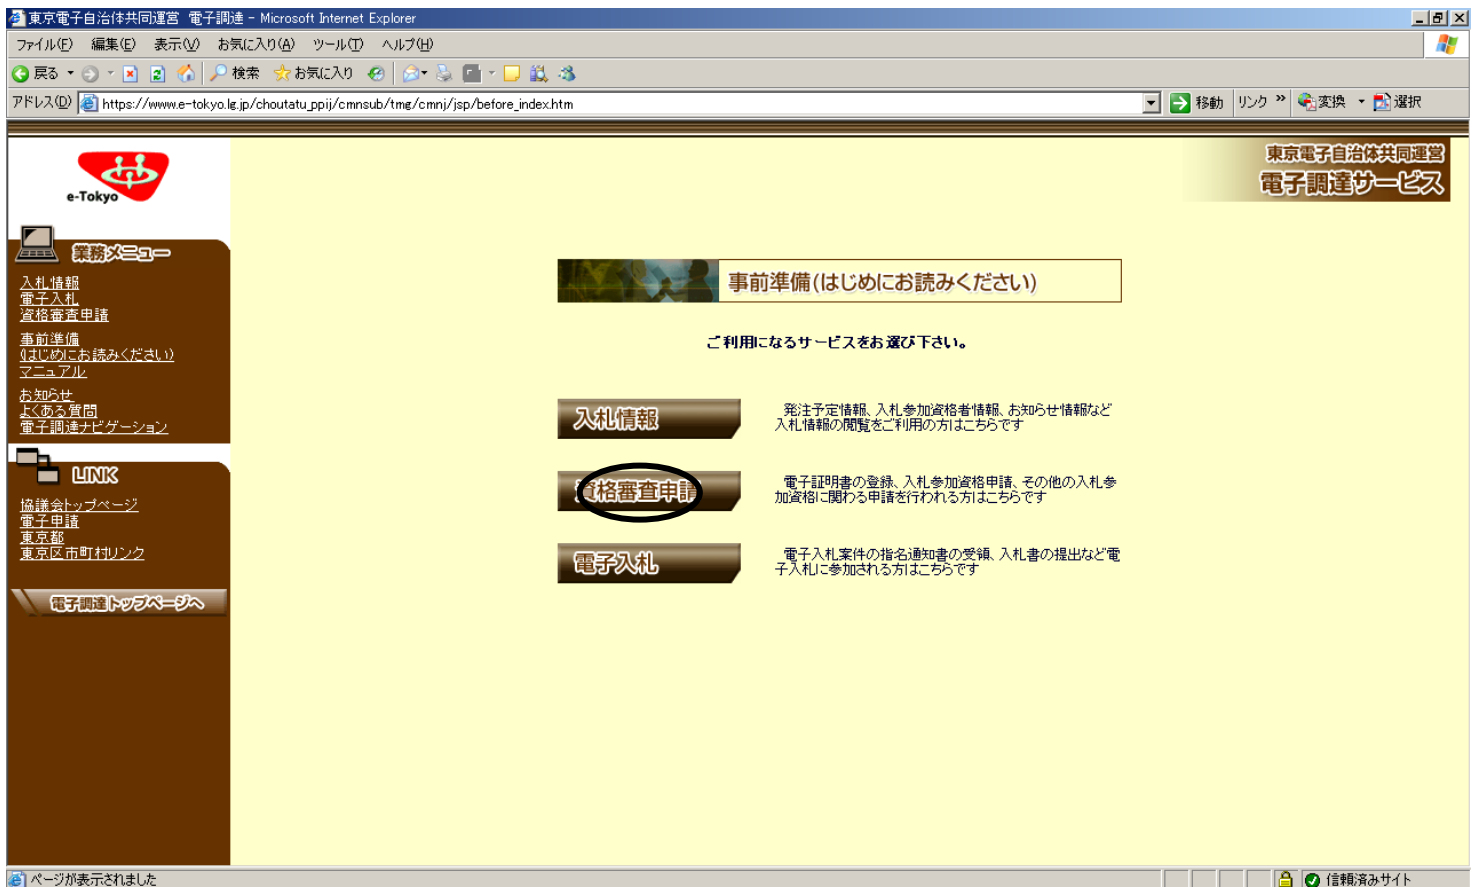 東京電子自治体共同運営 電子調達 - Microsoft Internet Explorer
ファイル(F) 編集(E) 表示(V) お気に入り(A) ツール(T) ヘルプ(H)
戻る 検索 お気に入り
アドレス(D) https://www.e-tokyo.lg.jp/choutatu_ppij/cmnsub/tmg/cmnj/jsp/before_index.htm 移動 リンク » 変換 選択
e-Tokyo
東京電子自治体共同運営
電子調達サービス
業務メニュー
入札情報
電子入札
資格審査申請
事前準備
(はじめにお読みください)
マニュアル
お知らせ
よくある質問
電子調達ナビゲーション
LINK
協議会トップページ
電子申請
東京都
東京区市町村リンク
電子調達トップページへ
事前準備(はじめにお読みください)
ご利用になるサービスをお選び下さい。
入札情報
発注予定情報、入札参加資格者情報、お知らせ情報など
入札情報の閲覧をご利用の方はこちらです
資格審査申請
電子証明書の登録、入札参加資格申請、その他の入札参
加資格に関わる申請を行われる方はこちらです
電子入札
電子入札案件の指名通知書の受領、入札書の提出など電
子入札に参加される方はこちらです
ページが表示されました 信頼済みサイト